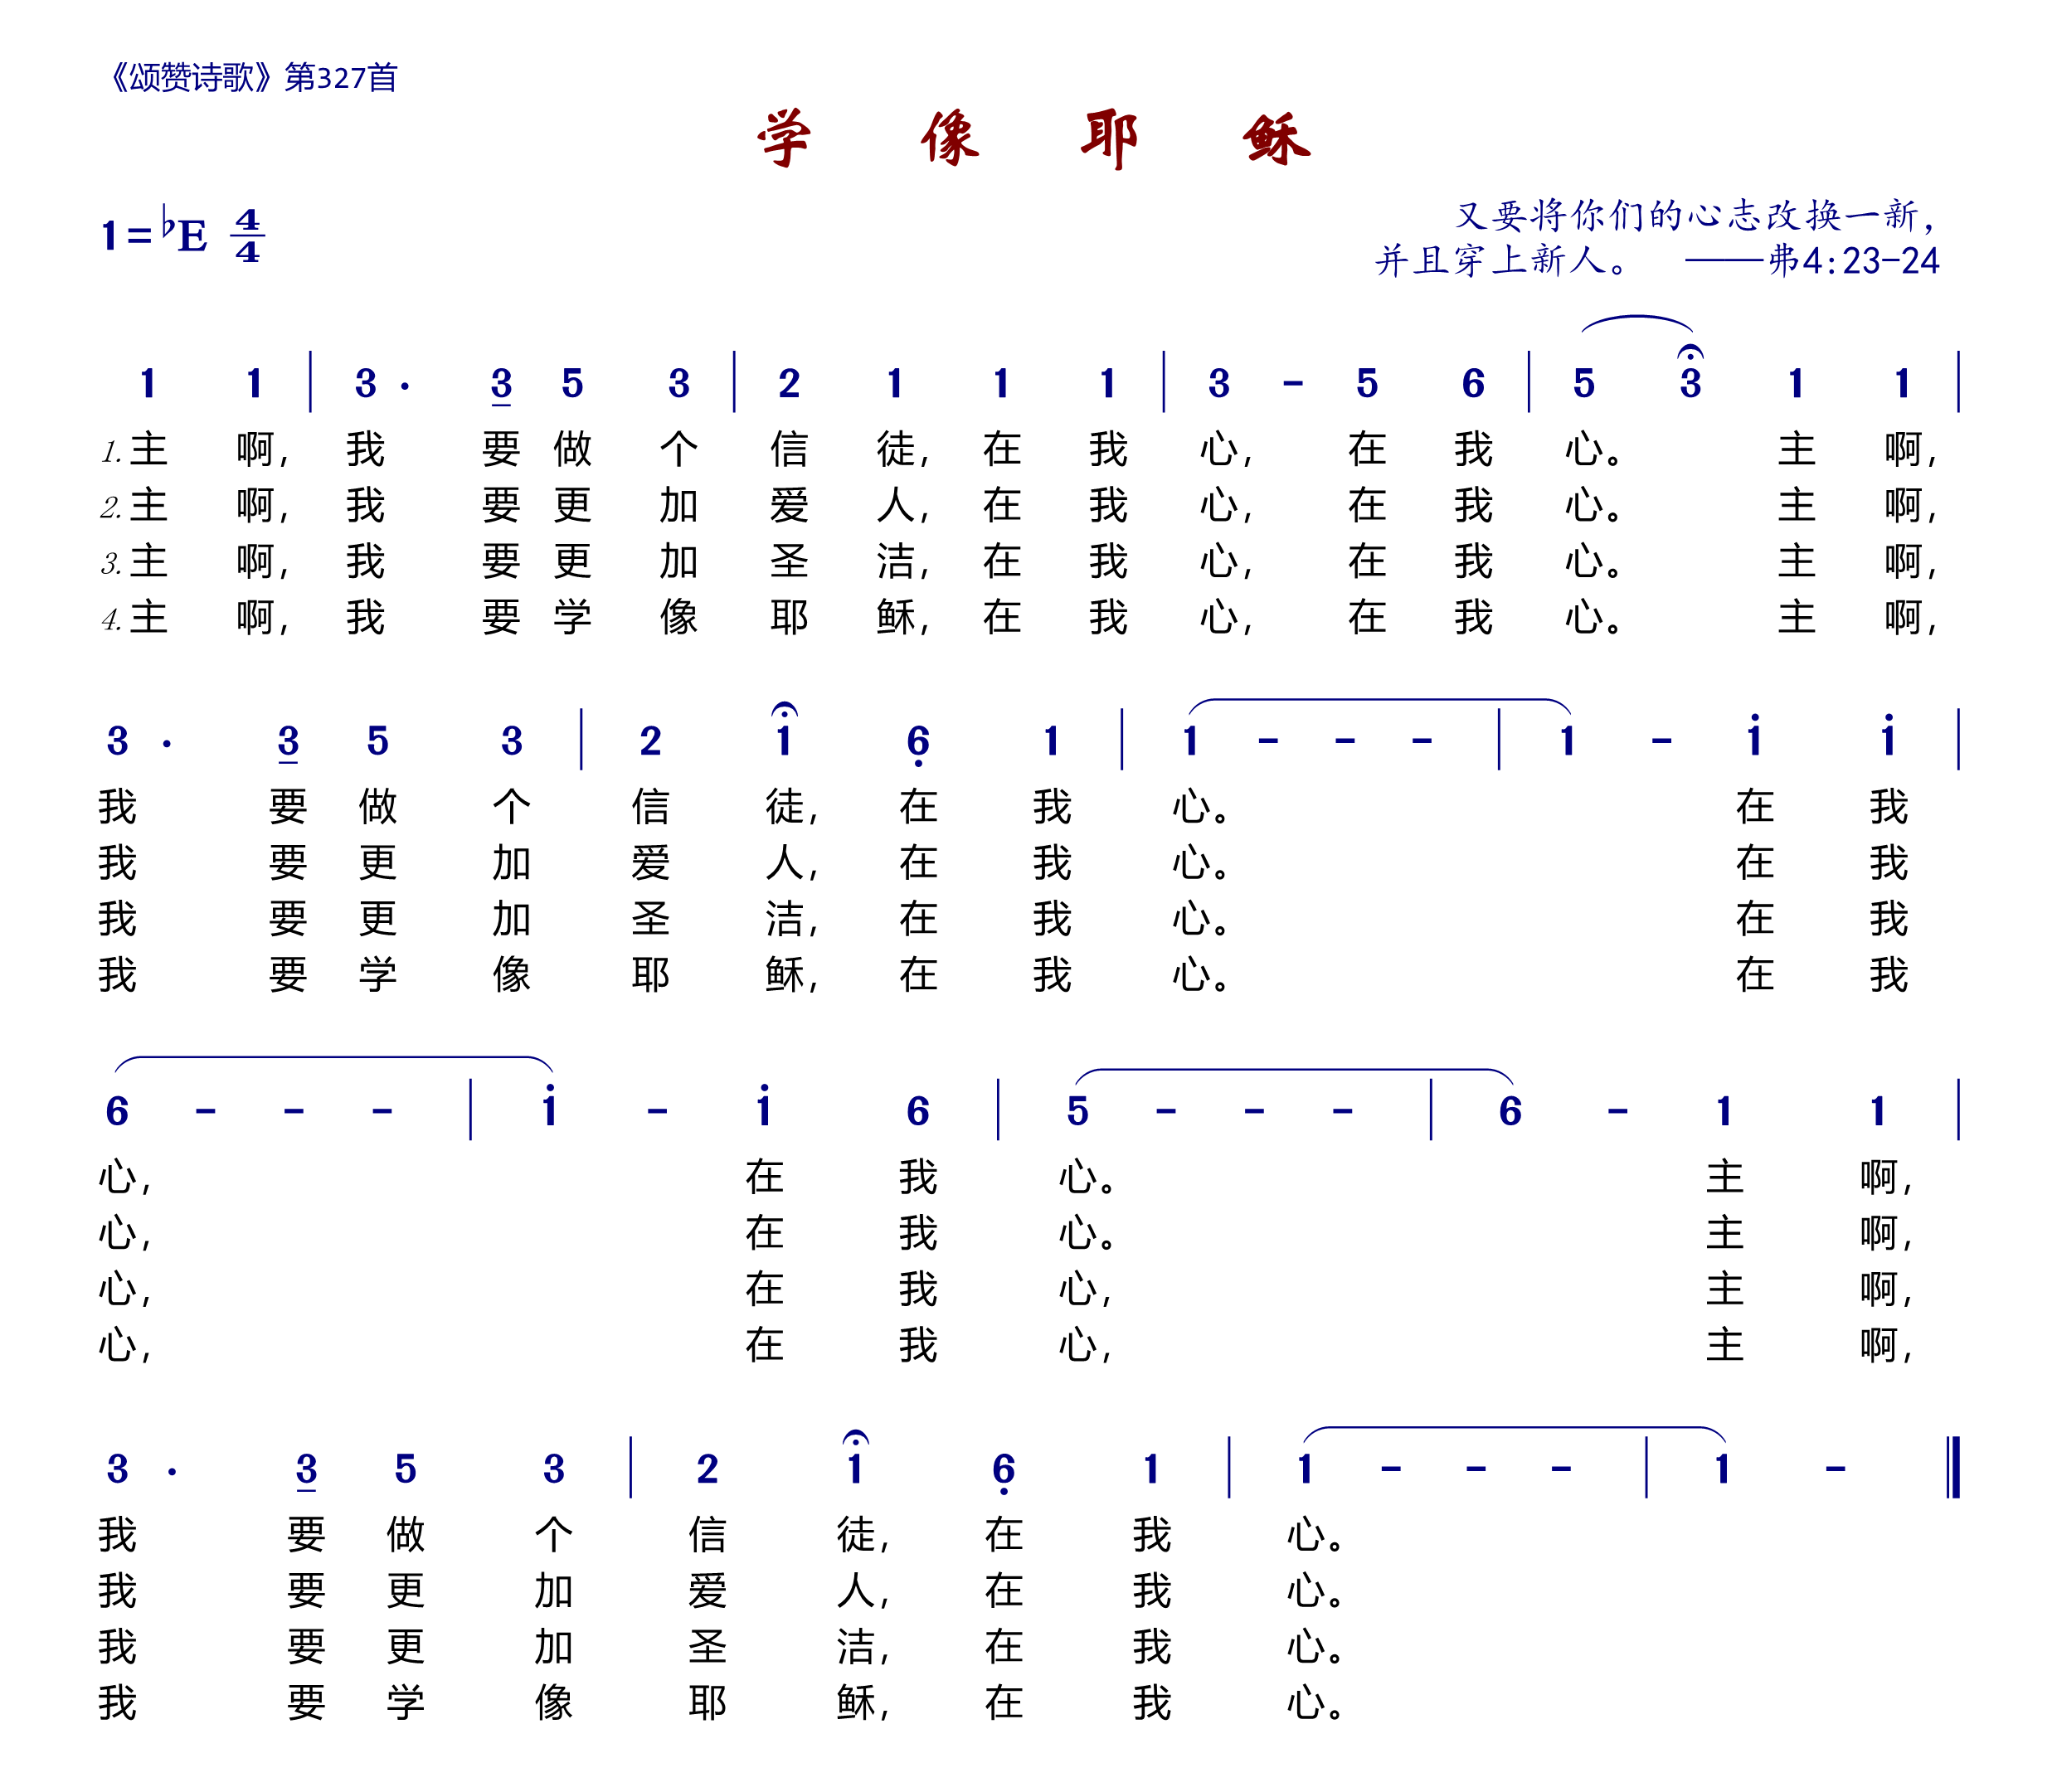 《颂赞诗歌》第327首
学 像 耶 稣
1=♭E 4/4
又要将你们的心志改换一新，
并且穿上新人。 ——弗4:23-24
1 1 | 3· 3 5 3 | 2 1 1 1 | 3 - 5 6 | 5 3 1 1 |
1.主 啊, 我 要 做 个 信 徒, 在 我 心, 在 我 心。 主 啊,
2.主 啊, 我 要 更 加 爱 人, 在 我 心, 在 我 心。 主 啊,
3.主 啊, 我 要 更 加 圣 洁, 在 我 心, 在 我 心。 主 啊,
4.主 啊, 我 要 学 像 耶 稣, 在 我 心, 在 我 心。 主 啊,
3· 3 5 3 | 2 1 6̣ 1 | 1 - - - | 1 - 1̇ 1̇ |
我 要 做 个 信 徒, 在 我 心。 在 我
我 要 更 加 爱 人, 在 我 心。 在 我
我 要 更 加 圣 洁, 在 我 心。 在 我
我 要 学 像 耶 稣, 在 我 心。 在 我
6 - - - | 1̇ - 1̇ 6 | 5 - - - | 6 - 1 1 |
心, 在 我 心。 主 啊,
心, 在 我 心。 主 啊,
心, 在 我 心, 主 啊,
心, 在 我 心, 主 啊,
3· 3 5 3 | 2 1 6̣ 1 | 1 - - - | 1 - ‖
我 要 做 个 信 徒, 在 我 心。
我 要 更 加 爱 人, 在 我 心。
我 要 更 加 圣 洁, 在 我 心。
我 要 学 像 耶 稣, 在 我 心。